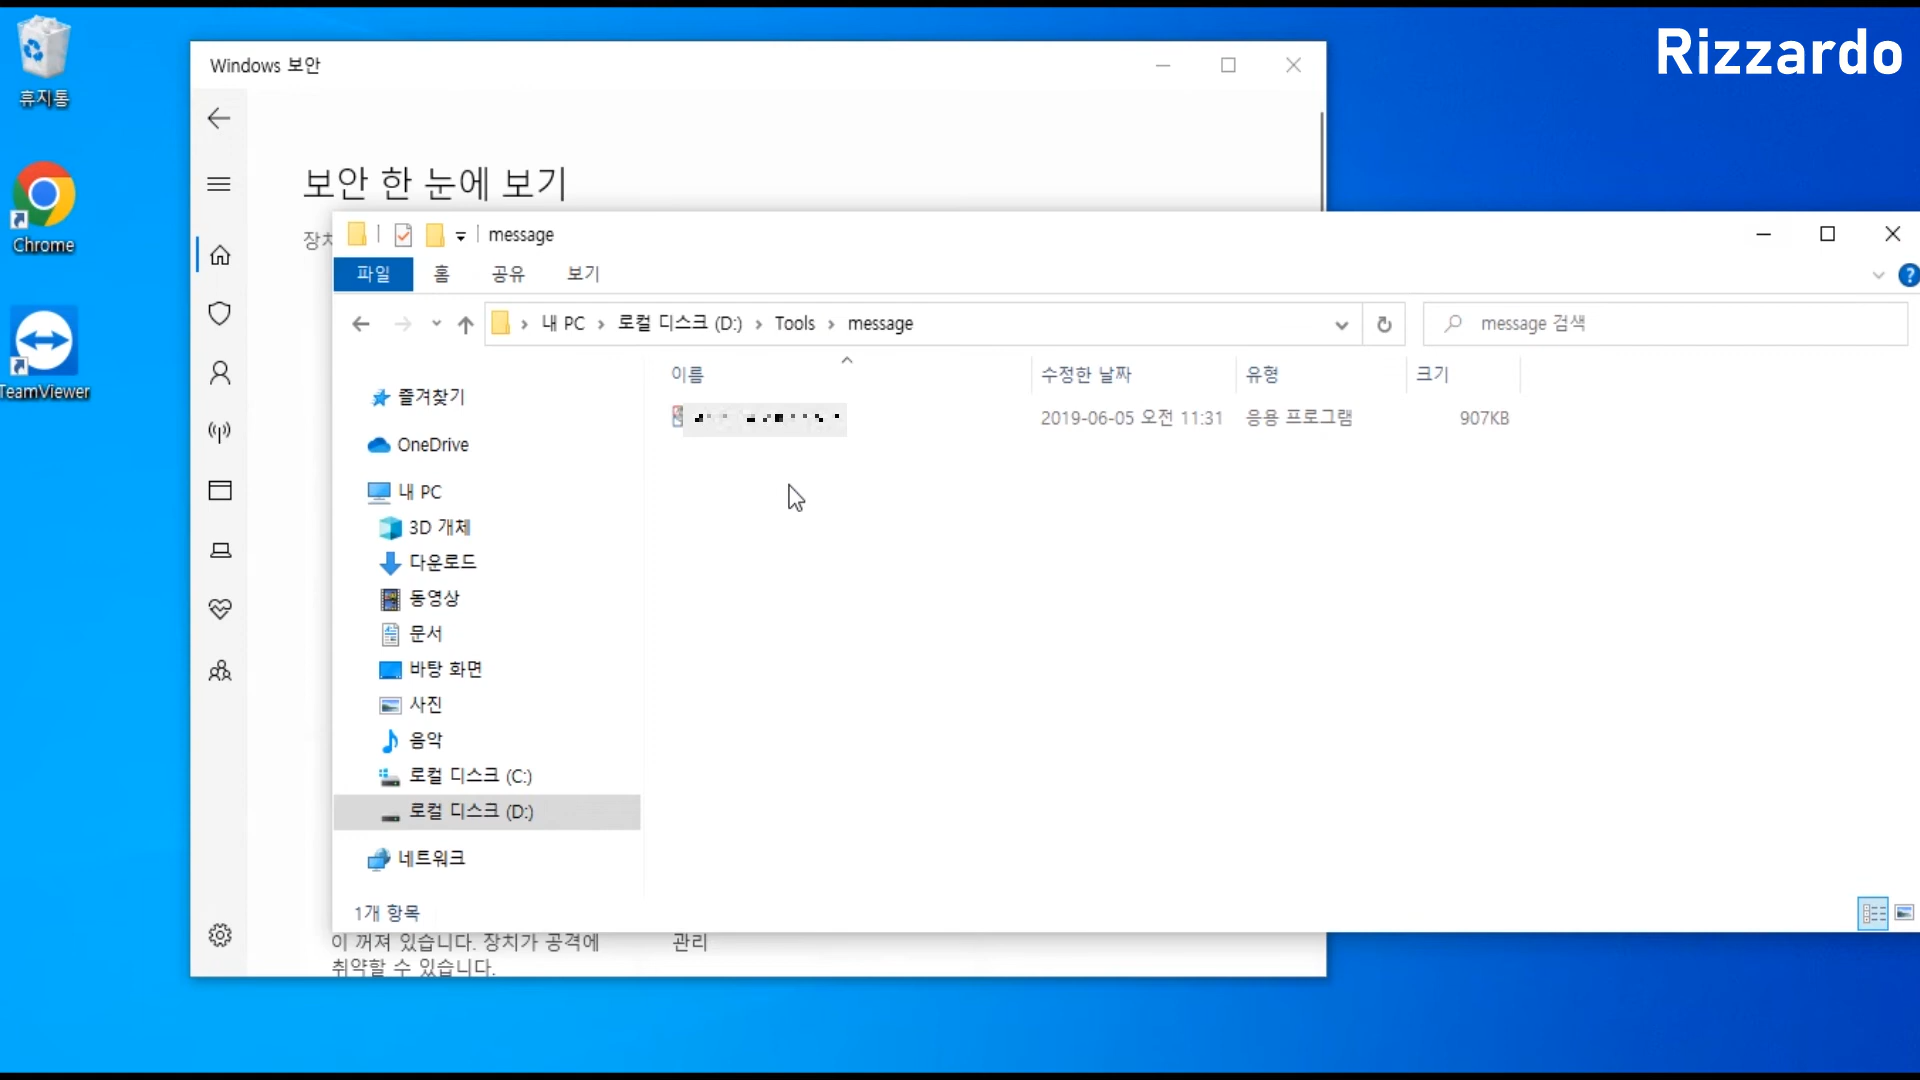 Rizzardo
휴지통
Chrome
TeamViewer
Windows 보안
보안 한 눈에 보기
장치
message
파일 홈 공유 보기
내 PC 로컬 디스크 (D:) Tools message
message 검색
이름 수정한 날짜 유형 크기
2019-06-05 오전 11:31 응용 프로그램 907KB
즐겨찾기
OneDrive
내 PC
3D 개체
다운로드
동영상
문서
바탕 화면
사진
음악
로컬 디스크 (C:)
로컬 디스크 (D:)
네트워크
1개 항목
이 꺼져 있습니다. 장치가 공격에
취약할 수 있습니다.
관리